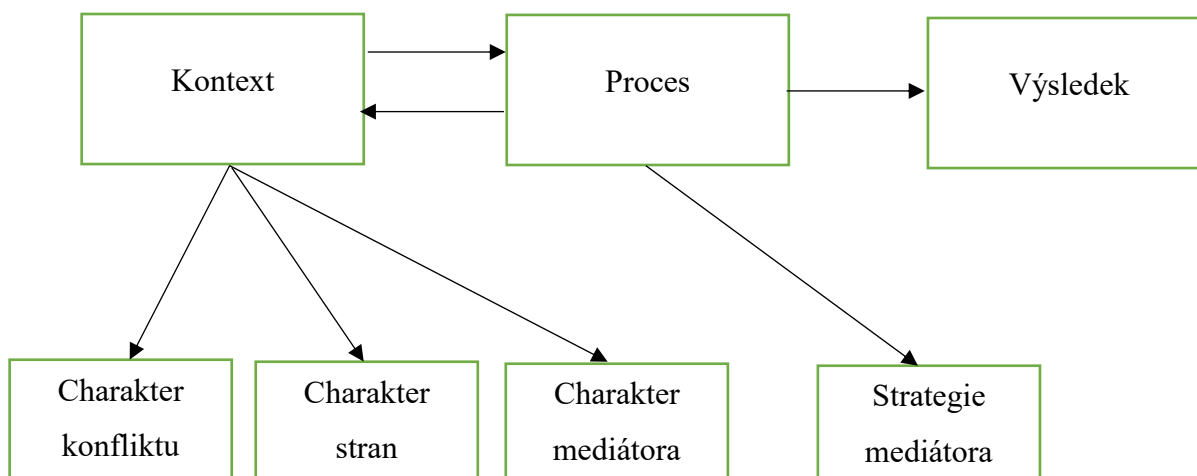 Kontext
Proces
Výsledek
Charakter
konfliktu
Charakter
stran
Charakter
mediátora
Strategie
mediátora